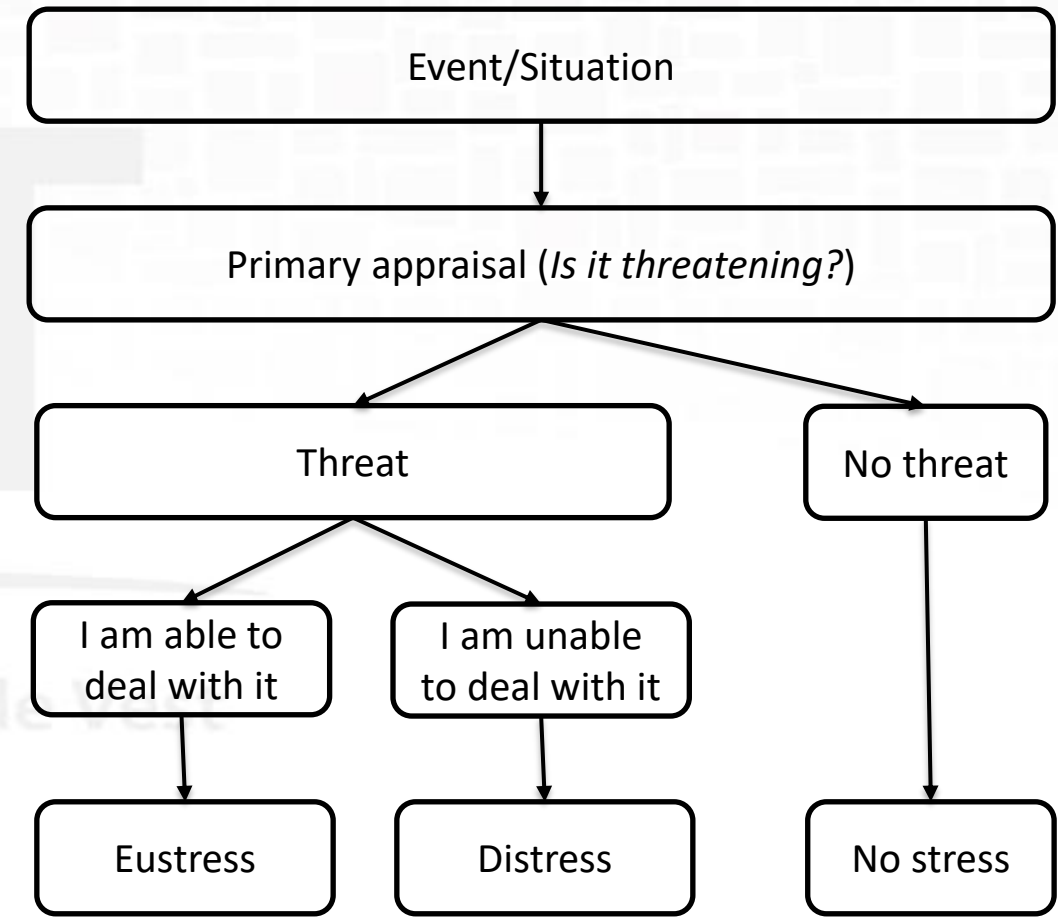 Event/Situation
Primary appraisal (Is it threatening?)
Threat
No threat
I am able to
deal with it
I am unable
to deal with it
Eustress
Distress
No stress